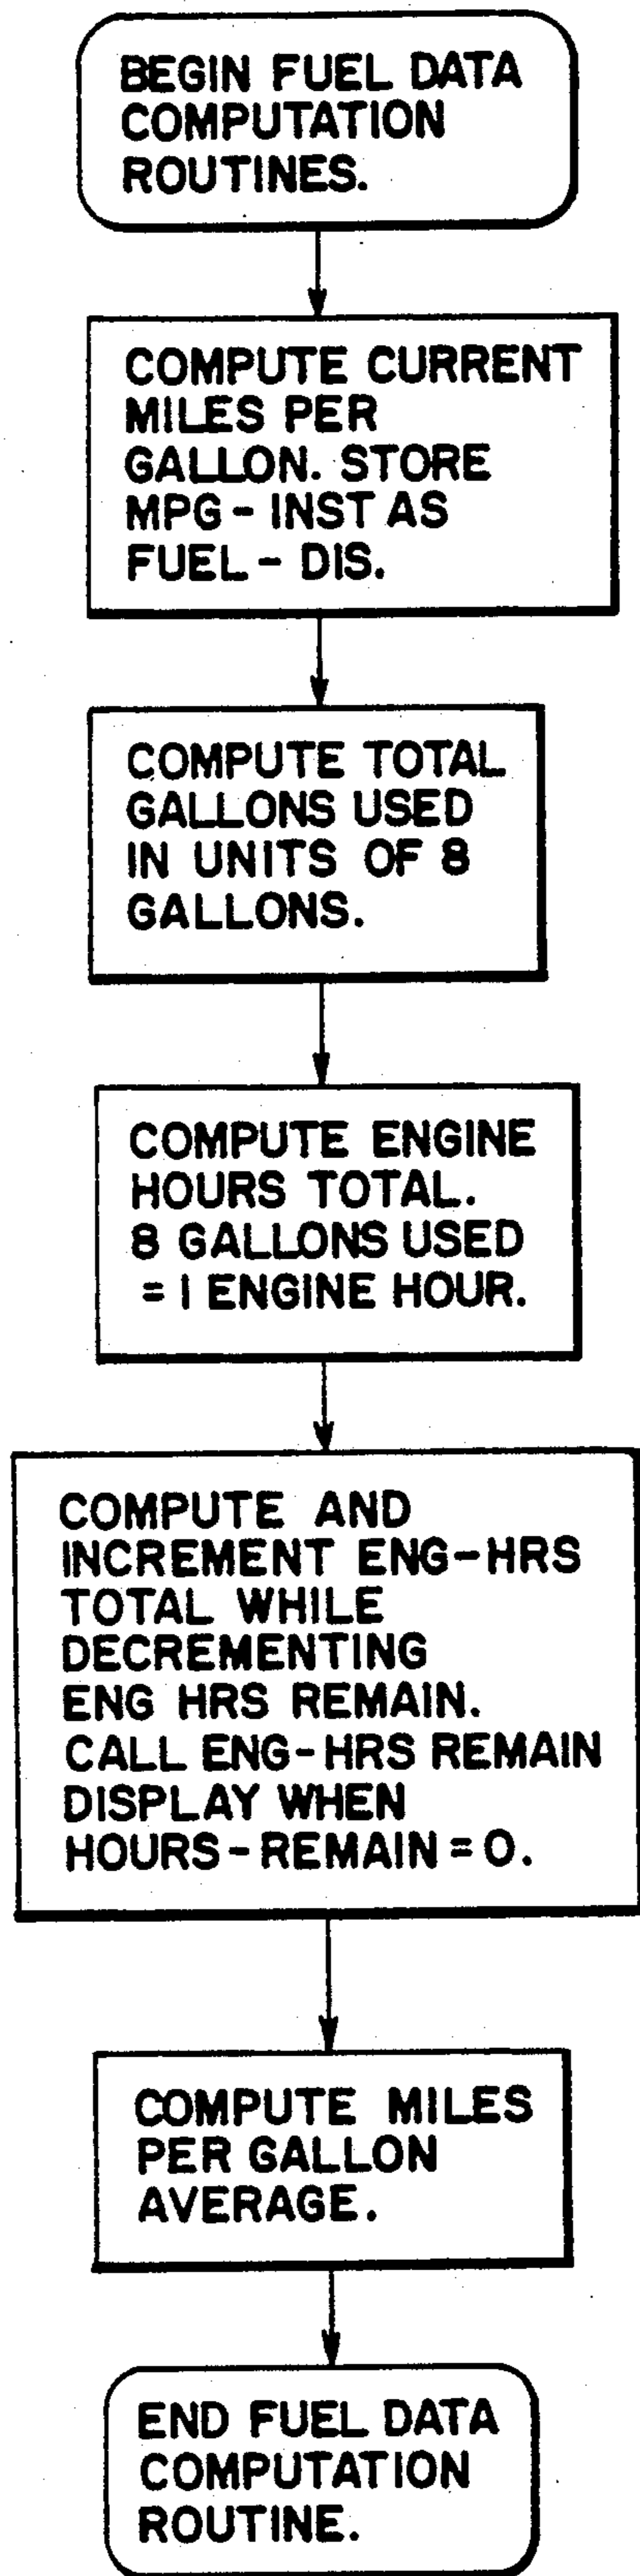 BEGIN FUEL DATA
COMPUTATION
ROUTINES.
COMPUTE CURRENT
MILES PER
GALLON. STORE
MPG - INST AS
FUEL - DIS.
COMPUTE TOTAL
GALLONS USED
IN UNITS OF 8
GALLONS.
COMPUTE ENGINE
HOURS TOTAL.
8 GALLONS USED
= 1 ENGINE HOUR.
COMPUTE AND
INCREMENT ENG-HRS
TOTAL WHILE
DECREMENTING
ENG HRS REMAIN.
CALL ENG-HRS REMAIN
DISPLAY WHEN
HOURS-REMAIN = 0.
COMPUTE MILES
PER GALLON
AVERAGE.
END FUEL DATA
COMPUTATION
ROUTINE.